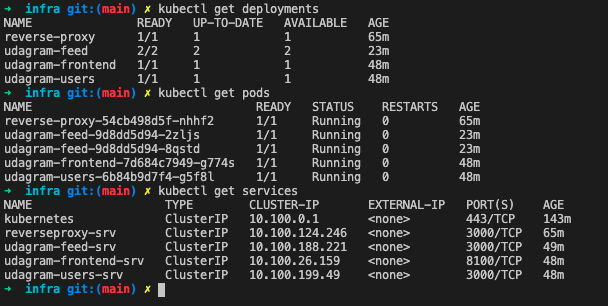 ➜  infra git:(main) ✗ kubectl get deployments
NAME               READY   UP-TO-DATE   AVAILABLE   AGE
reverse-proxy      1/1     1            1           65m
udagram-feed       2/2     2            2           23m
udagram-frontend   1/1     1            1           48m
udagram-users      1/1     1            1           48m
➜  infra git:(main) ✗ kubectl get pods
NAME                                READY   STATUS    RESTARTS   AGE
reverse-proxy-54cb498d5f-nhhf2      1/1     Running   0          65m
udagram-feed-9d8dd5d94-2zljs        1/1     Running   0          23m
udagram-feed-9d8dd5d94-8qstd        1/1     Running   0          23m
udagram-frontend-7d684c7949-g774s   1/1     Running   0          48m
udagram-users-6b84b9d7f4-g5f8l      1/1     Running   0          48m
➜  infra git:(main) ✗ kubectl get services
NAME                   TYPE        CLUSTER-IP       EXTERNAL-IP   PORT(S)    AGE
kubernetes             ClusterIP   10.100.0.1       <none>        443/TCP    143m
reverseproxy-srv       ClusterIP   10.100.124.246   <none>        3000/TCP   65m
udagram-feed-srv       ClusterIP   10.100.188.221   <none>        3000/TCP   49m
udagram-frontend-srv   ClusterIP   10.100.26.159    <none>        8100/TCP   48m
udagram-users-srv      ClusterIP   10.100.199.49    <none>        3000/TCP   48m
➜  infra git:(main) ✗